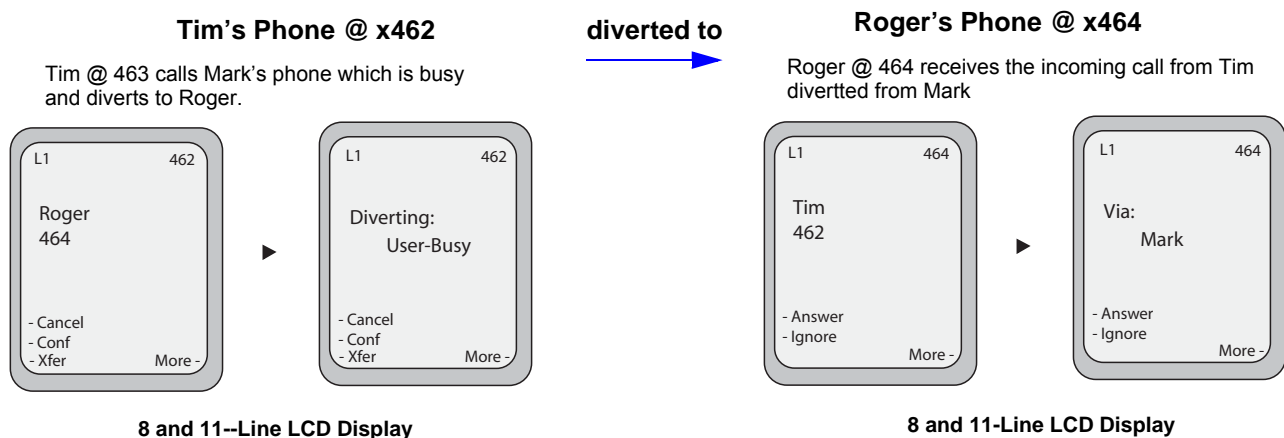 Tim's Phone @ x462
diverted to
Roger's Phone @ x464
Tim @ 463 calls Mark's phone which is busy
and diverts to Roger.
Roger @ 464 receives the incoming call from Tim
divertted from Mark
L1 462
Roger
464
- Cancel
- Conf
- Xfer More -
L1 462
Diverting:
User-Busy
- Cancel
- Conf
- Xfer More -
L1 464
Tim
462
- Answer
- Ignore
More -
L1 464
Via:
Mark
- Answer
- Ignore
More -
8 and 11--Line LCD Display
8 and 11-Line LCD Display